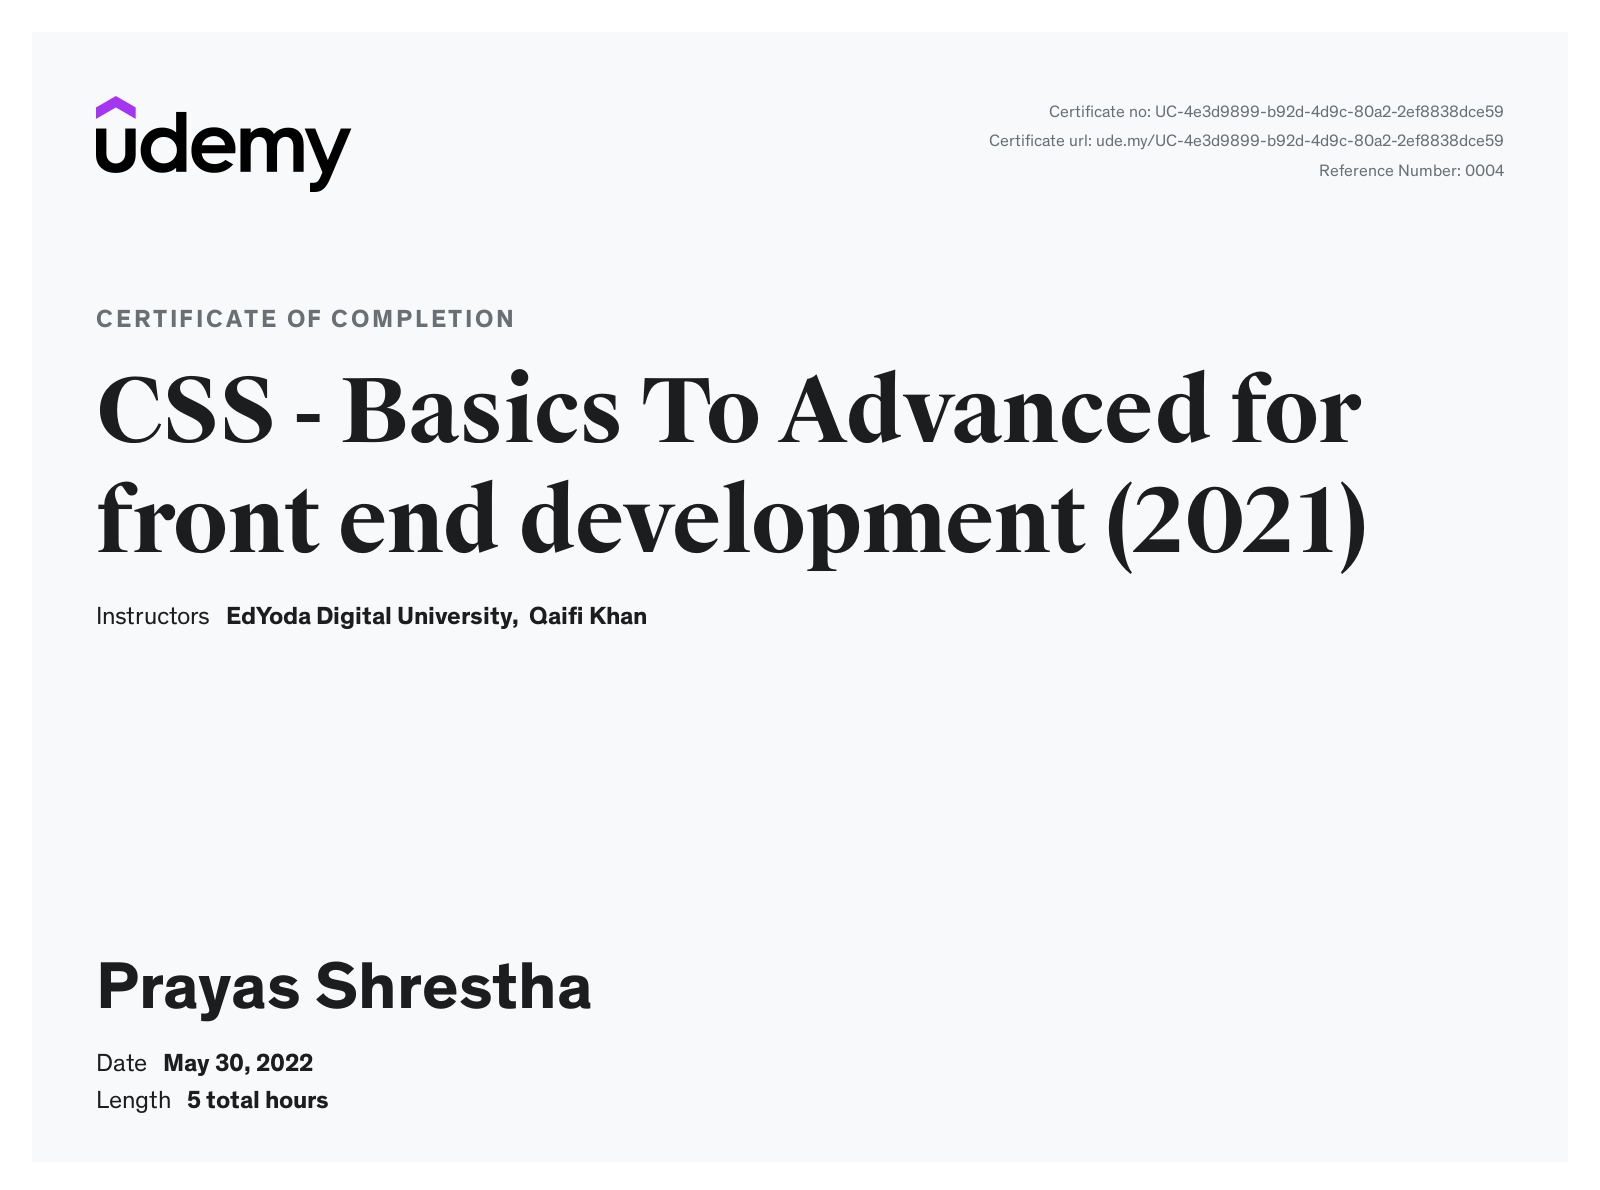 udemy
Certificate no: UC-4e3d9899-b92d-4d9c-80a2-2ef8838dce59
Certificate url: ude.my/UC-4e3d9899-b92d-4d9c-80a2-2ef8838dce59
Reference Number: 0004
CERTIFICATE OF COMPLETION
CSS - Basics To Advanced for
front end development (2021)
Instructors EdYoda Digital University, Qaifi Khan
Prayas Shrestha
Date May 30, 2022
Length 5 total hours